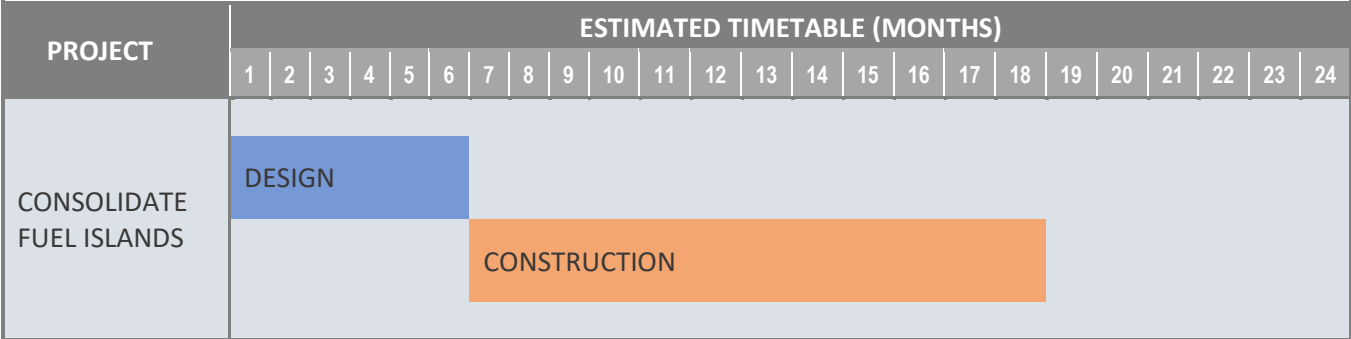 PROJECT
ESTIMATED TIMETABLE (MONTHS)
1 2 3 4 5 6 7 8 9 10 11 12 13 14 15 16 17 18 19 20 21 22 23 24
CONSOLIDATE
FUEL ISLANDS
DESIGN
CONSTRUCTION